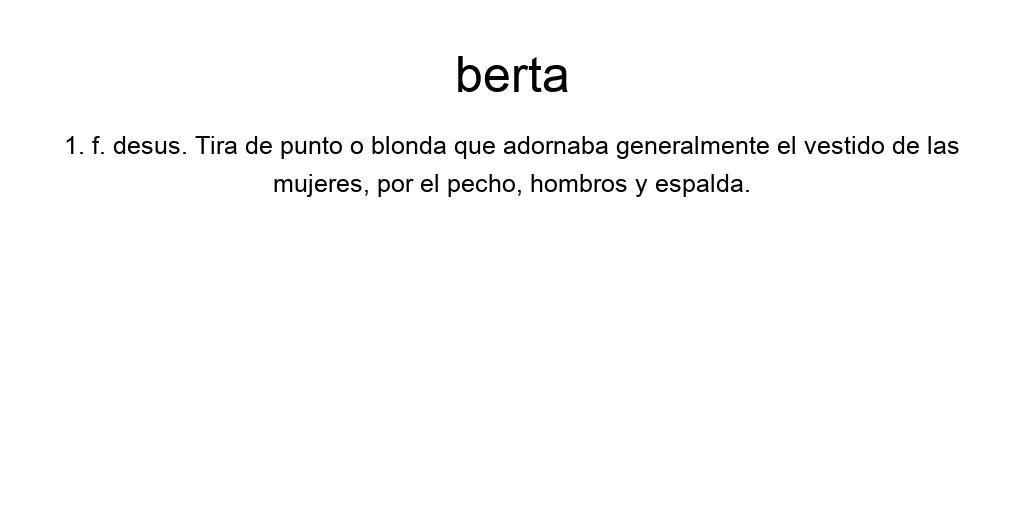 berta
1. f. desus. Tira de punto o blonda que adornaba generalmente el vestido de las
mujeres, por el pecho, hombros y espalda.